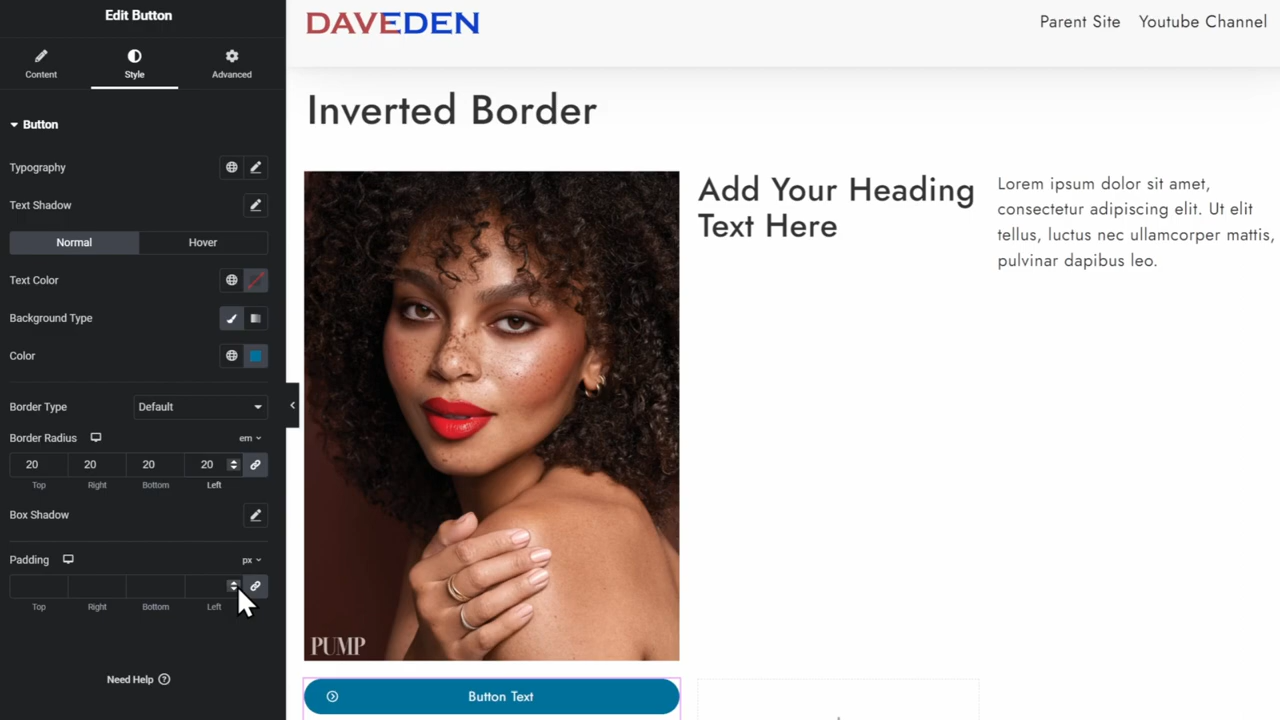 Edit Button
Content
Style
Advanced
Button
Typography
Text Shadow
Normal
Hover
Text Color
Background Type
Color
Border Type
Default
Border Radius
em
20
20
20
20
Top
Right
Bottom
Left
Box Shadow
Padding
px
Top
Right
Bottom
Left
Need Help
DAVEDEN
Parent Site
Youtube Channel
Inverted Border
PUMP
Add Your Heading
Text Here
Lorem ipsum dolor sit amet,
consectetur adipiscing elit. Ut elit
tellus, luctus nec ullamcorper mattis,
pulvinar dapibus leo.
Button Text